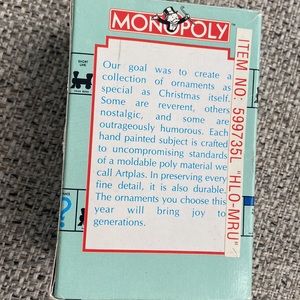 MONOPOLY
Our goal was to create a
collection of ornaments as
special as Christmas itself.
Some are reverent, others
nostalgic, and some are
outrageously humorous. Each
hand painted subject is crafted
to uncompromising standards
of a moldable poly material we
call Artplas. In preserving every
fine detail, it is also durable.
The ornaments you choose this
year will bring joy to
generations.
ITEM NO: 599735L "HLO-MRU"